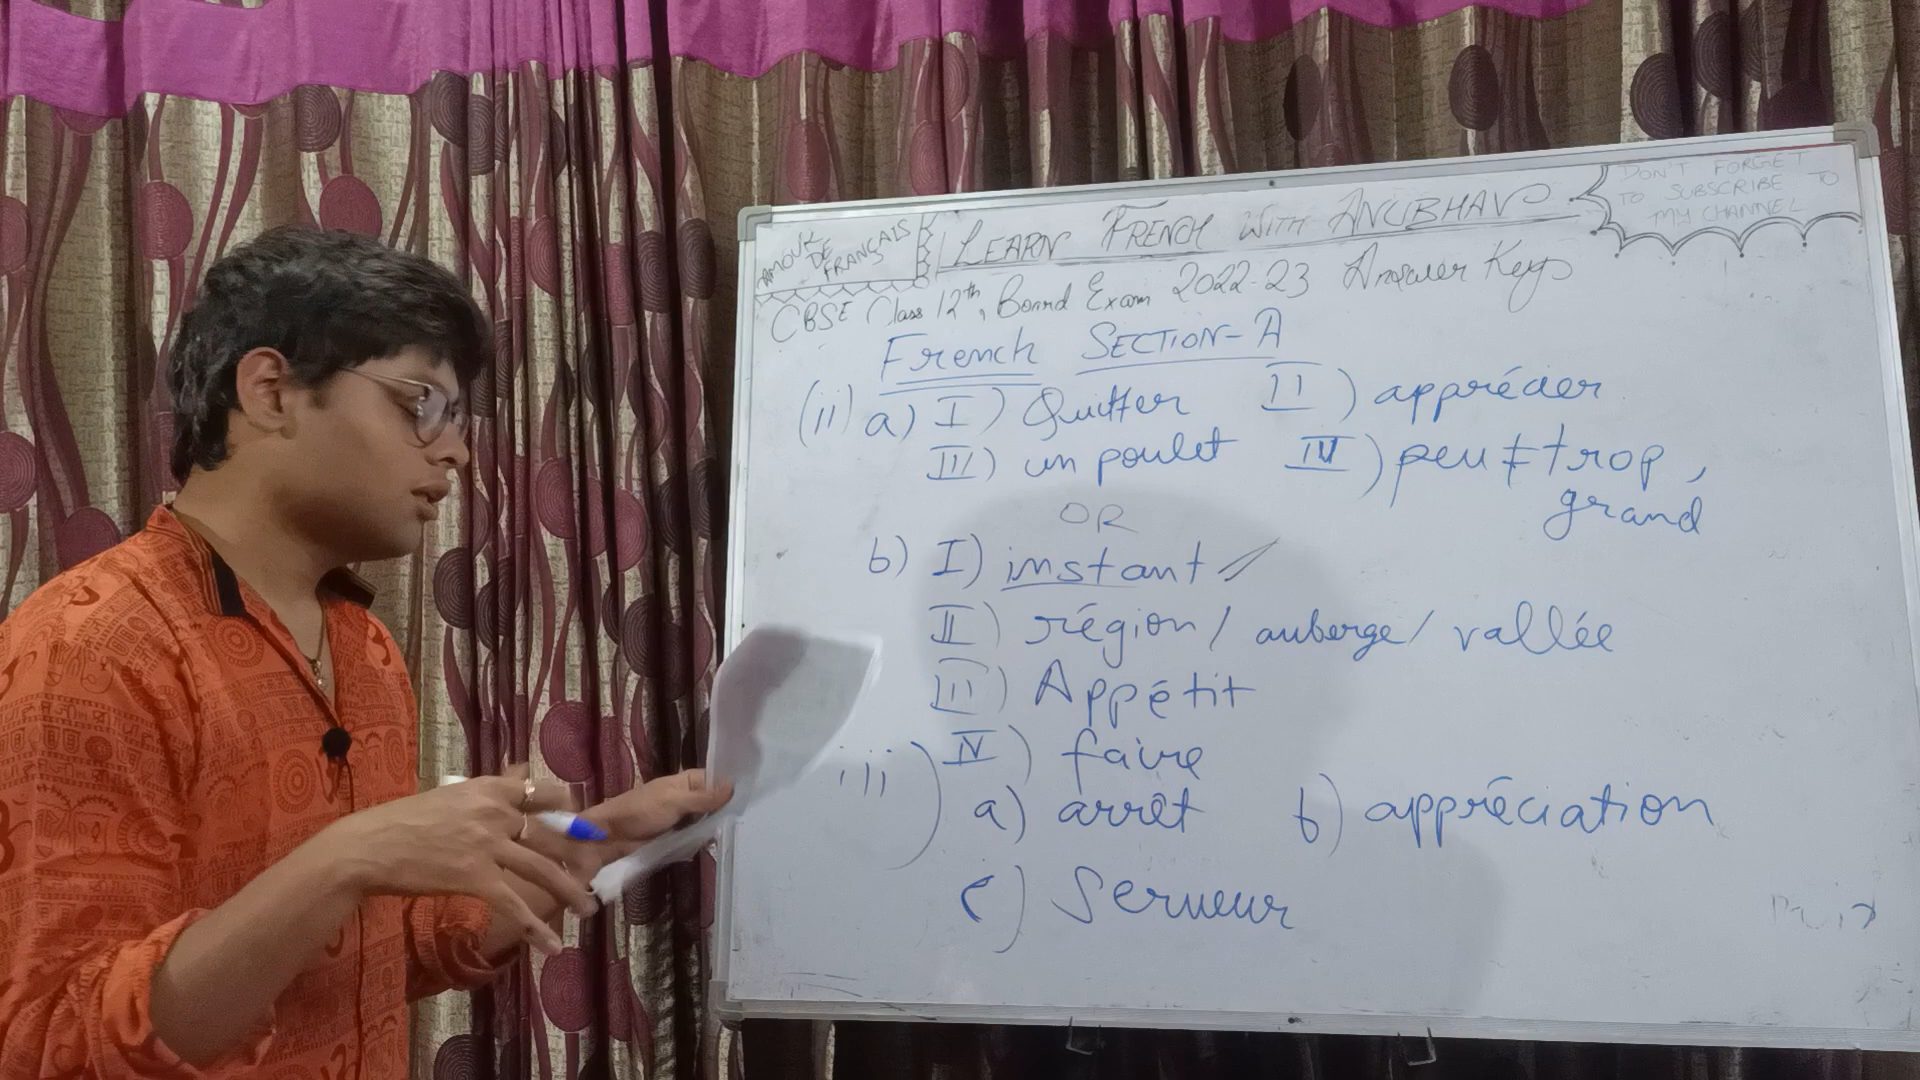 AMOUR
DE
FRANÇAIS
LEARN FRENCH WITH ANUBHAV
DON'T FORGET
TO SUBSCRIBE TO
MY CHANNEL
CBSE Class 12th, Board Exam 2022-23 Answer Keys
French SECTION-A
(ii) a) I) Quitter II) apprécier
III) un poulet IV) peu ≠ trop,
grand
OR
b) I) instant /
II) région / auberge / vallée
III) Appétit
IV) faire
iii) a) arrêt b) appréciation
c) Serveur